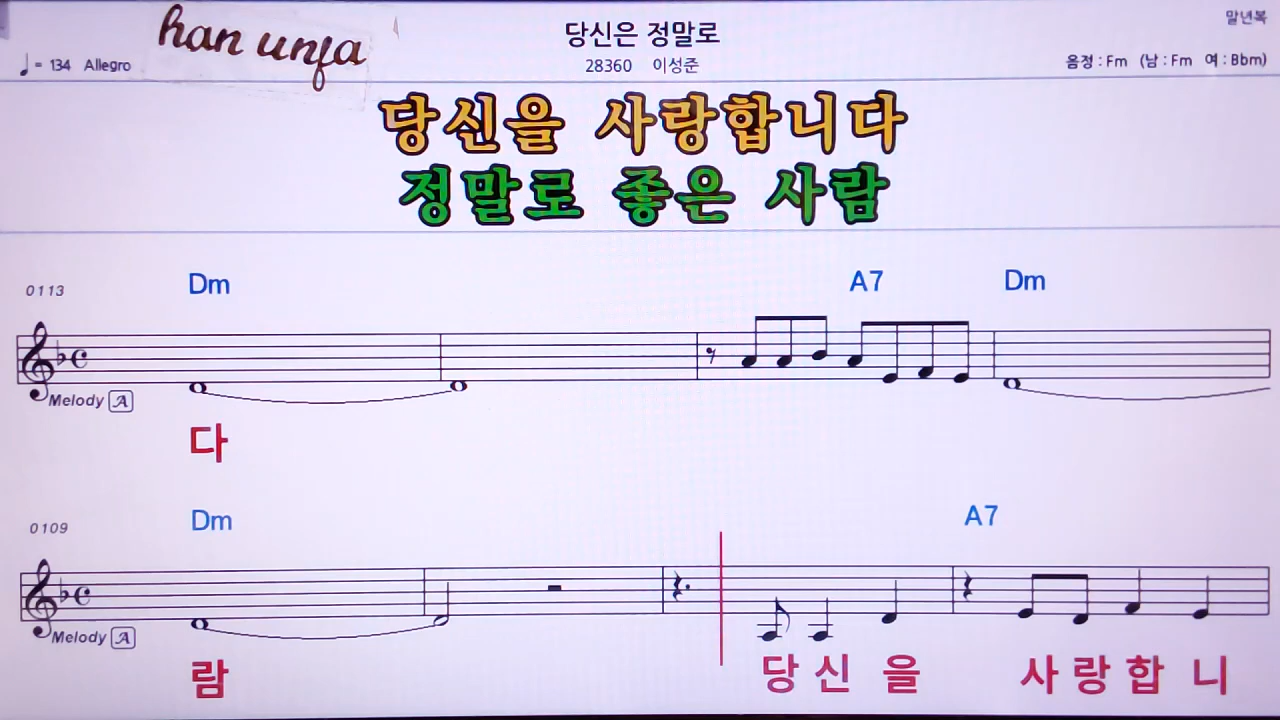 말년복
han unfa
당신은 정말로
♩= 134 Allegro
28360 이성준
음정 : Fm (남 : Fm 여 : Bbm)
당신을 사랑합니다
정말로 좋은 사람
0113 Dm A7 Dm
Melody A
다
0109 Dm A7
Melody A
람 당 신 을 사 랑 합 니